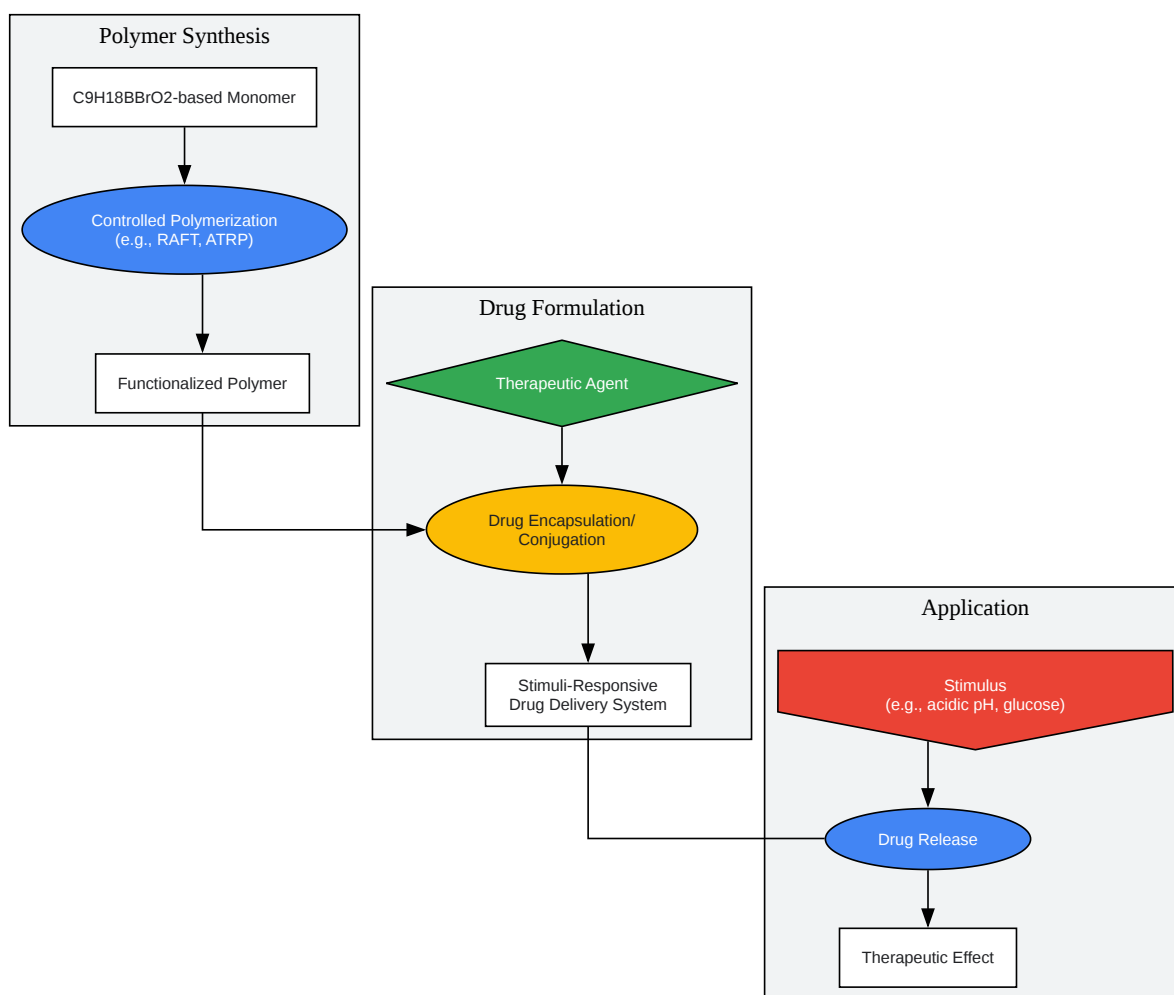 Polymer Synthesis
C9H18BBrO2-based Monomer
Controlled Polymerization
(e.g., RAFT, ATRP)
Functionalized Polymer
Drug Formulation
Therapeutic Agent
Drug Encapsulation/
Conjugation
Stimuli-Responsive
Drug Delivery System
Application
Stimulus
(e.g., acidic pH, glucose)
Drug Release
Therapeutic Effect